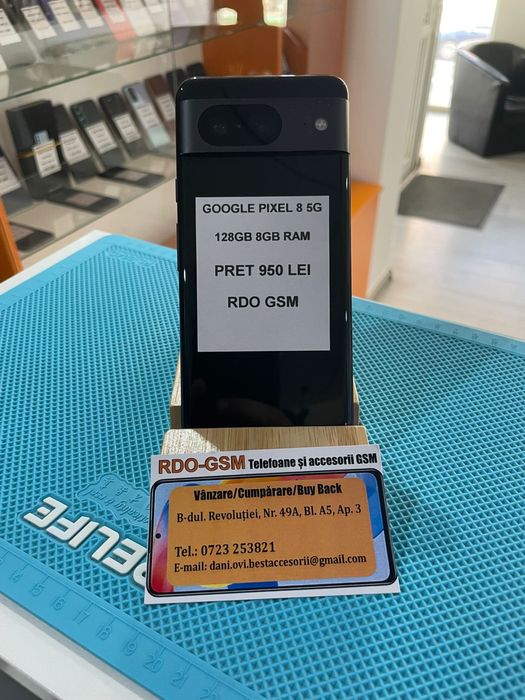 GOOGLE PIXEL 8 5G
128GB 8GB RAM
PRET 950 LEI
RDO GSM
RDO-GSM Telefoane și accesorii GSM
Vânzare/Cumpărare/Buy Back
B-dul. Revoluției, Nr. 49A, Bl. A5, Ap. 3
Tel.: 0723 253821
E-mail: dani.ovi.bestaccesorii@gmail.com
RELIFE